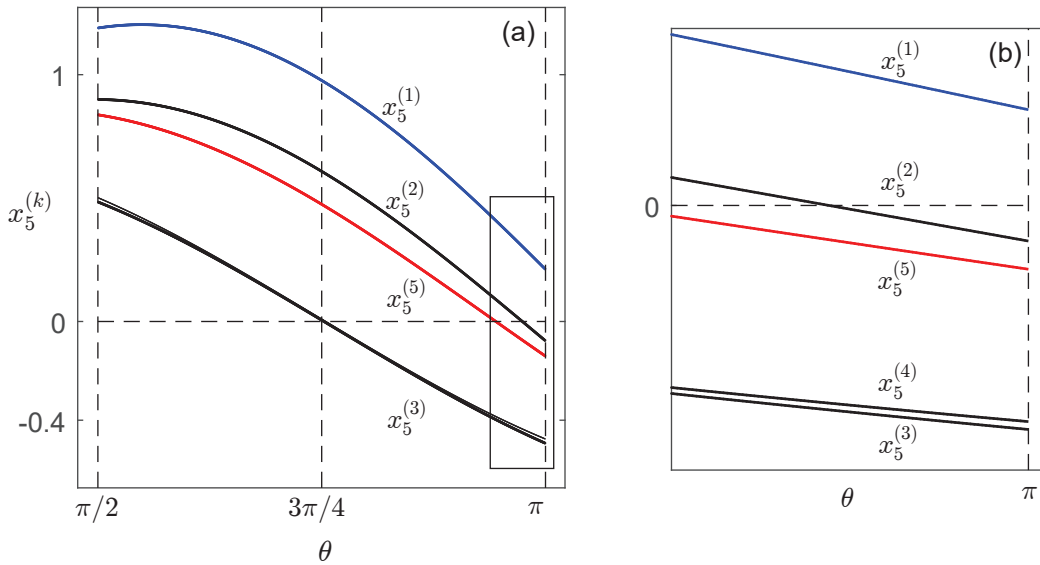 (a)
1
x_5^{(1)}
x_5^{(2)}
x_5^{(k)}
x_5^{(5)}
0
x_5^{(3)}
-0.4
π/2
3π/4
π
θ
(b)
x_5^{(1)}
x_5^{(2)}
0
x_5^{(5)}
x_5^{(4)}
x_5^{(3)}
θ
π